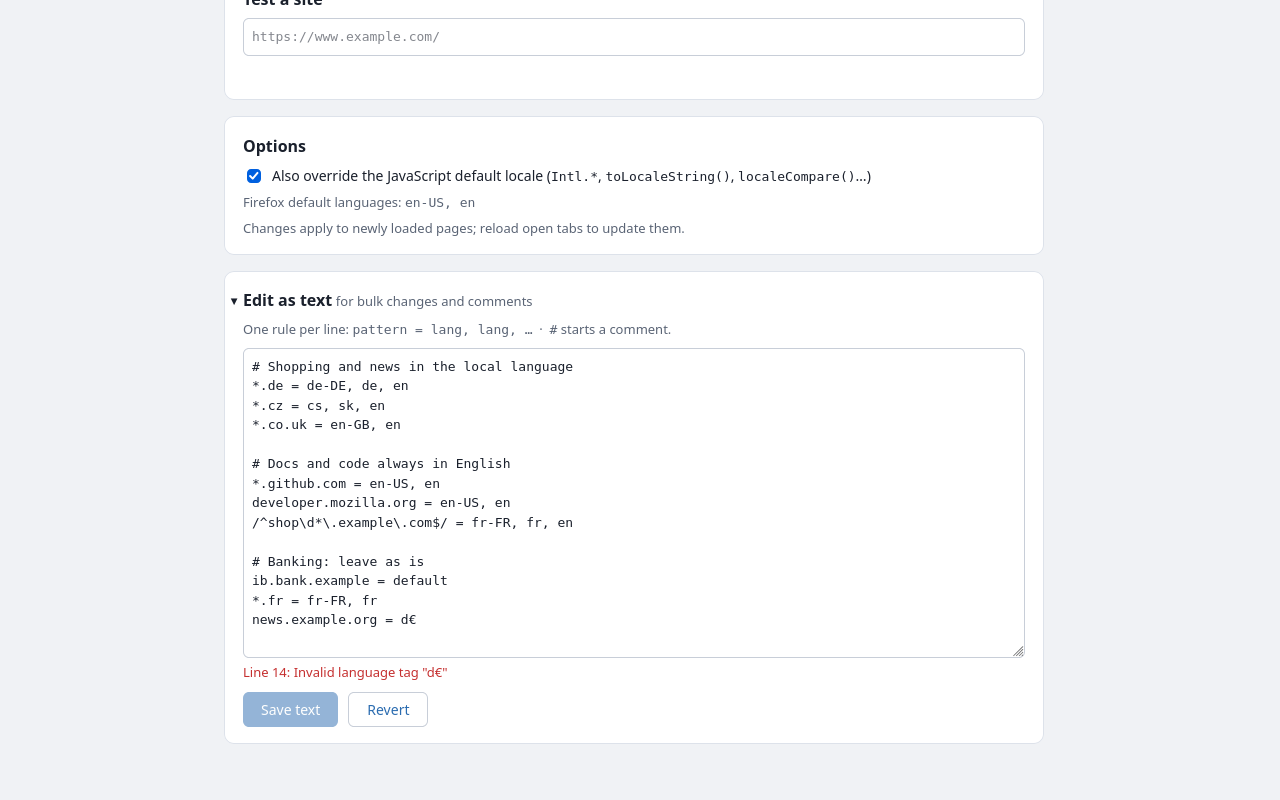 Test a site
https://www.example.com/
Options
Also override the JavaScript default locale (Intl.*, toLocaleString(), localeCompare()…)
Firefox default languages: en-US, en
Changes apply to newly loaded pages; reload open tabs to update them.
▾ Edit as text for bulk changes and comments
One rule per line: pattern = lang, lang, … · # starts a comment.
# Shopping and news in the local language
*.de = de-DE, de, en
*.cz = cs, sk, en
*.co.uk = en-GB, en
# Docs and code always in English
*.github.com = en-US, en
developer.mozilla.org = en-US, en
/^shop\d*\.example\.com$/ = fr-FR, fr, en
# Banking: leave as is
ib.bank.example = default
*.fr = fr-FR, fr
news.example.org = d€
Line 14: Invalid language tag "d€"
Save text
Revert